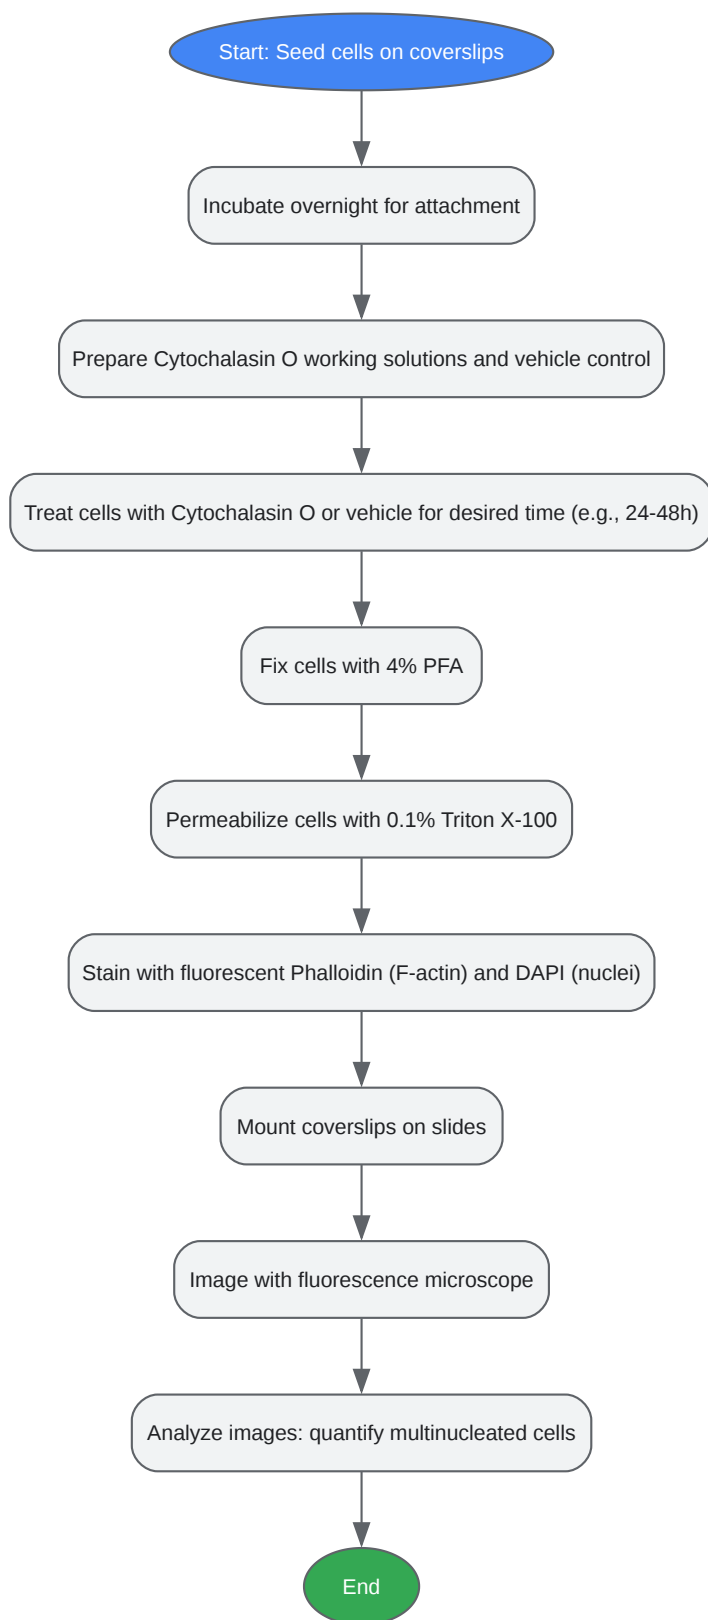 Start: Seed cells on coverslips
Incubate overnight for attachment
Prepare Cytochalasin O working solutions and vehicle control
Treat cells with Cytochalasin O or vehicle for desired time (e.g., 24-48h)
Fix cells with 4% PFA
Permeabilize cells with 0.1% Triton X-100
Stain with fluorescent Phalloidin (F-actin) and DAPI (nuclei)
Mount coverslips on slides
Image with fluorescence microscope
Analyze images: quantify multinucleated cells
End